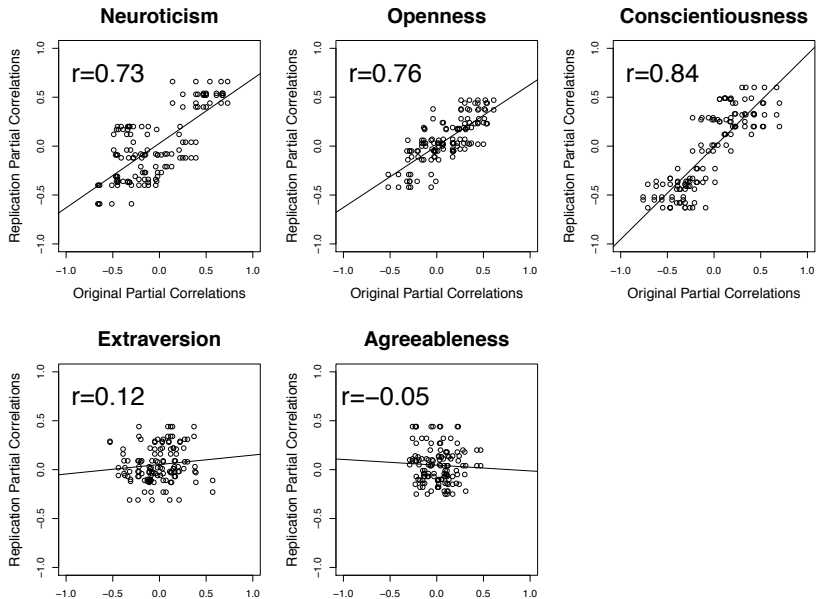 Neuroticism
Openness
Conscientiousness
Replication Partial Correlations
1.0
0.5
0.0
−0.5
−1.0
r=0.73
−1.0 −0.5 0.0 0.5 1.0
Original Partial Correlations
Replication Partial Correlations
1.0
0.5
0.0
−0.5
−1.0
r=0.76
−1.0 −0.5 0.0 0.5 1.0
Original Partial Correlations
Replication Partial Correlations
1.0
0.5
0.0
−0.5
−1.0
r=0.84
−1.0 −0.5 0.0 0.5 1.0
Original Partial Correlations
Extraversion
Agreeableness
Replication Partial Correlations
1.0
0.5
0.0
−0.5
−1.0
r=0.12
−1.0 −0.5 0.0 0.5 1.0
Replication Partial Correlations
1.0
0.5
0.0
−0.5
−1.0
r=−0.05
−1.0 −0.5 0.0 0.5 1.0